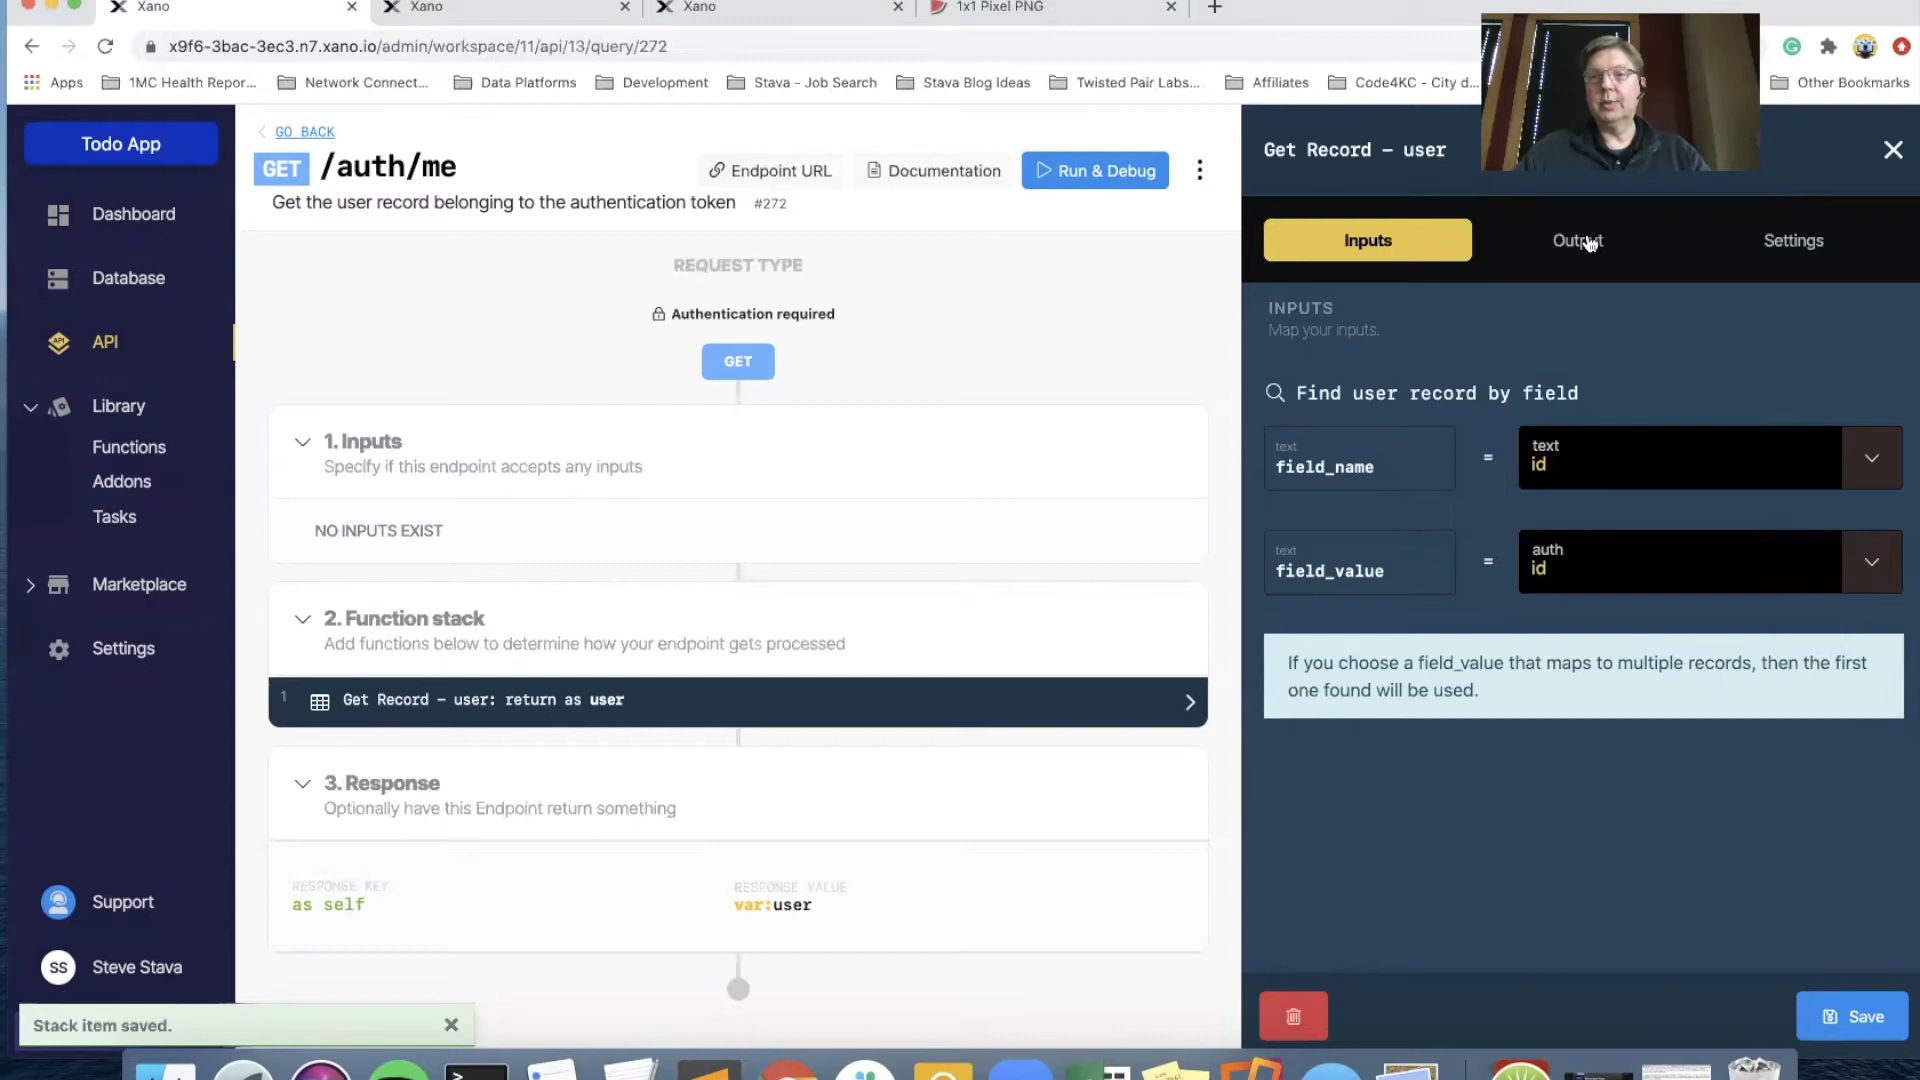 Xano
Xano
Xano
1x1 Pixel PNG
x9f6-3bac-3ec3.n7.xano.io/admin/workspace/11/api/13/query/272
Apps
1MC Health Repor...
Network Connect...
Data Platforms
Development
Stava - Job Search
Stava Blog Ideas
Twisted Pair Labs...
Affiliates
Code4KC - City d...
Other Bookmarks
Todo App
Dashboard
Database
API
API
Library
Functions
Addons
Tasks
Marketplace
Settings
Support
SS
Steve Stava
Stack item saved.
GO BACK
GET /auth/me
Endpoint URL
Documentation
Run & Debug
Get the user record belonging to the authentication token #272
REQUEST TYPE
Authentication required
GET
1. Inputs
Specify if this endpoint accepts any inputs
NO INPUTS EXIST
2. Function stack
Add functions below to determine how your endpoint gets processed
1 Get Record – user: return as user
3. Response
Optionally have this Endpoint return something
RESPONSE KEY
as self
RESPONSE VALUE
var:user
Get Record – user
Inputs
Output
Settings
INPUTS
Map your inputs.
Find user record by field
text
field_name
=
text
id
text
field_value
=
auth
id
If you choose a field_value that maps to multiple records, then the first
one found will be used.
Save